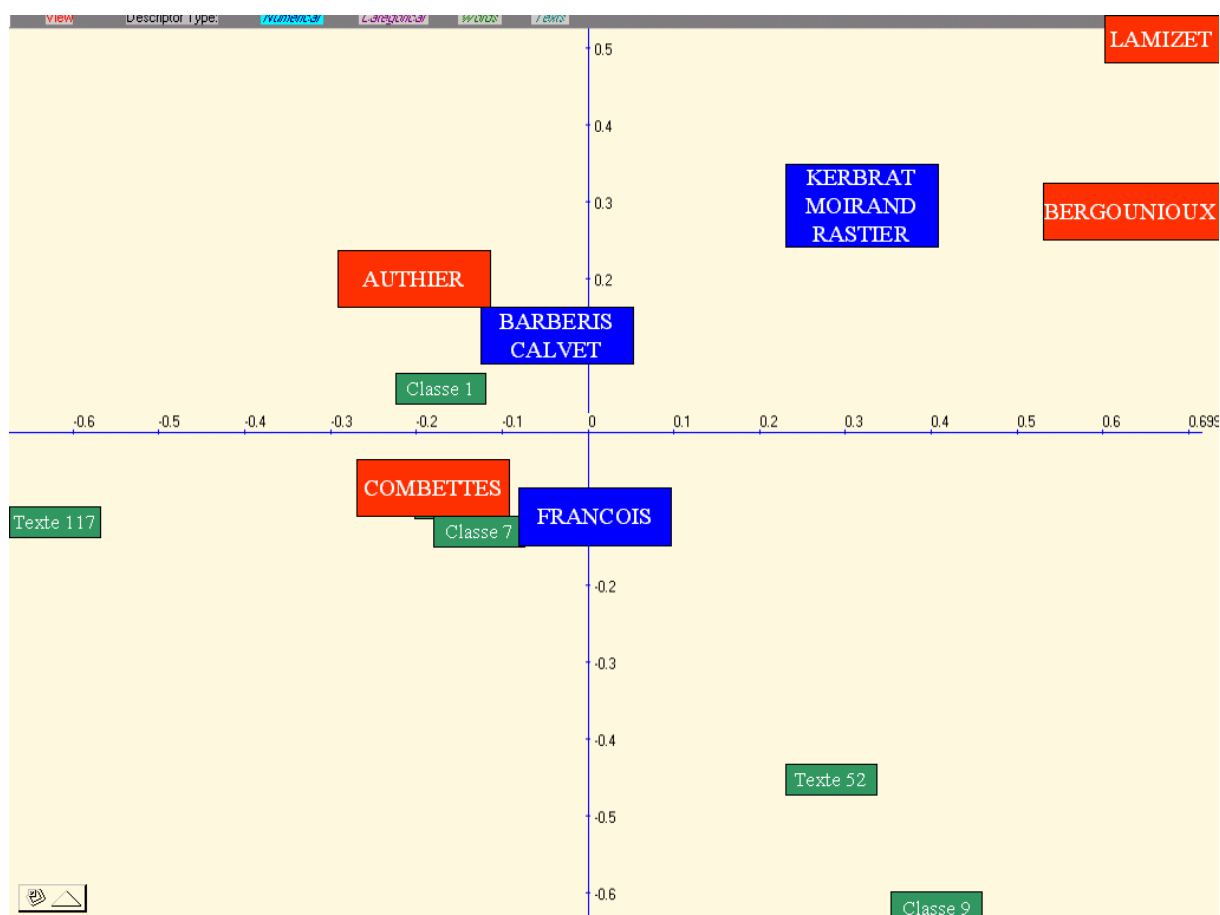 View Descriptor Type: Numerical Categorical Words Texts
LAMIZET
0.5
0.4
KERBRAT
MOIRAND
RASTIER
0.3
BERGOUNIOUX
AUTHIER
0.2
BARBERIS
CALVET
Classe 1
-0.6 -0.5 -0.4 -0.3 -0.2 -0.1 0 0.1 0.2 0.3 0.4 0.5 0.6 0.699
COMBETTES
FRANCOIS
Texte 117
Classe 7
-0.2
-0.3
-0.4
Texte 52
-0.5
-0.6
Classe 9